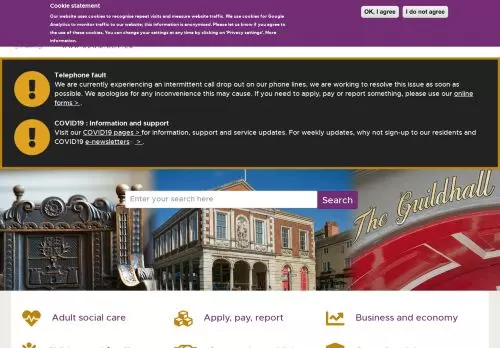 Cookie statement
Our website uses cookies to recognise repeat visits and measure website traffic. We use cookies for Google
Analytics to monitor traffic to our website; this information is anonymised. Please let us know if you agree to
the use of these cookies. You can change your settings at any time by clicking on 'Privacy settings'. More
information.
OK, I agree
I do not agree
Telephone fault
We are currently experiencing an intermittent call drop out on our phone lines, we are working to resolve this issue as soon as
possible. We apologise for any inconvenience this may cause. If you need to apply, pay or report something, please use our online
forms > .
COVID19 : Information and support
Visit our COVID19 pages > for information, support and service updates. For weekly updates, why not sign-up to our residents and
COVID19 e-newsletters > .
The Guildhall
Enter your search here
Search
Adult social care
Apply, pay, report
Business and economy